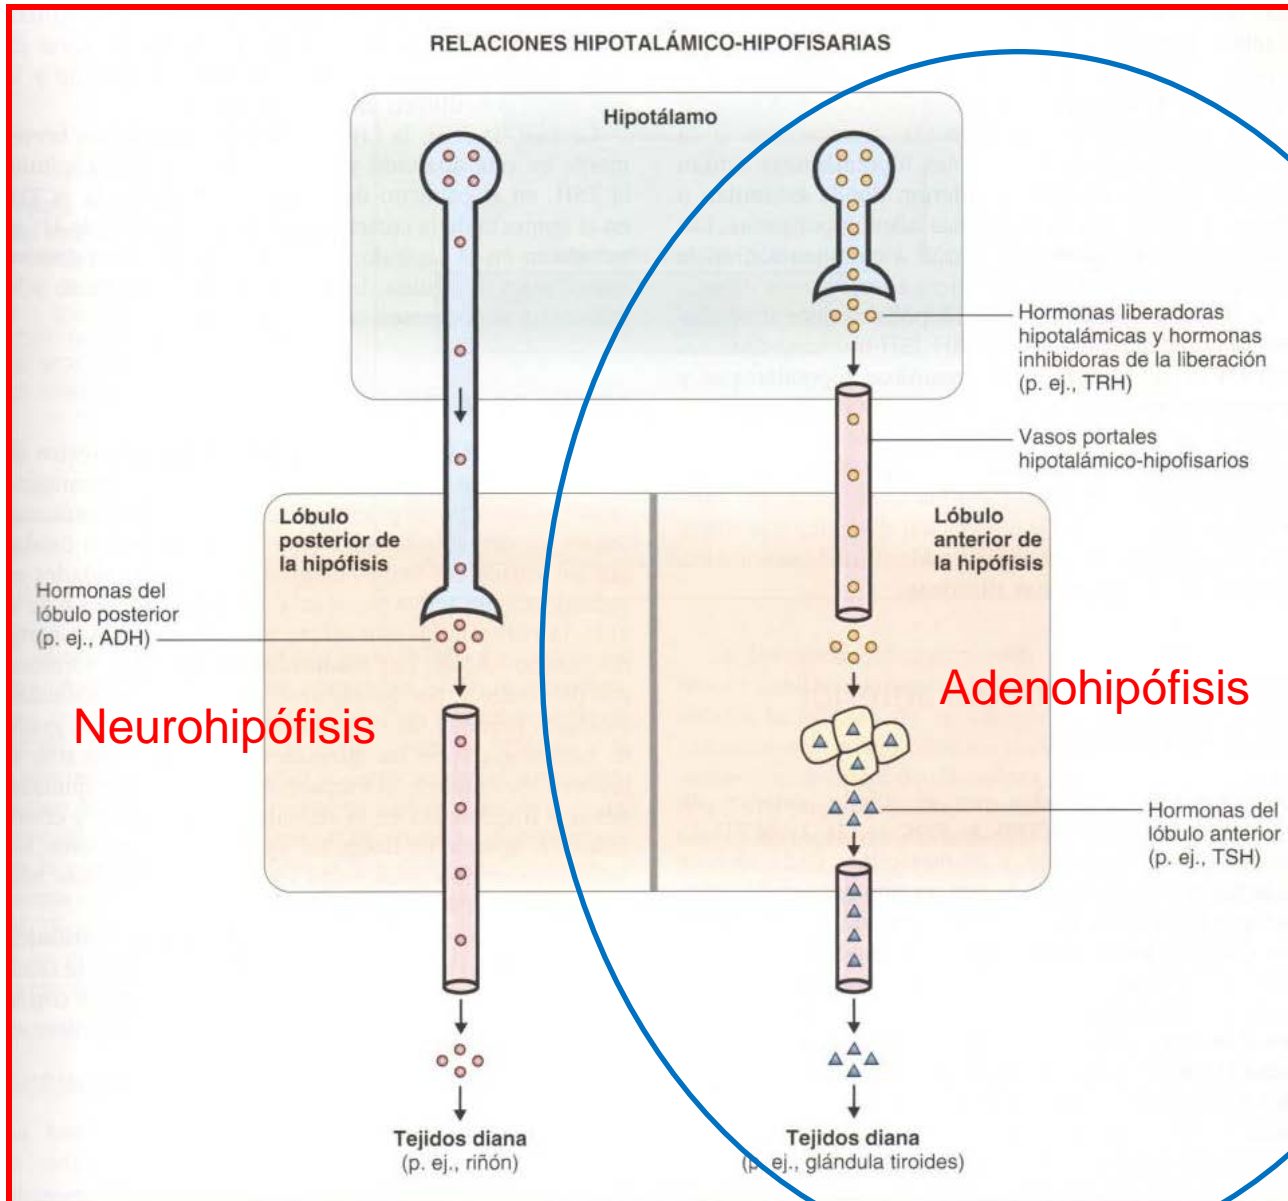 RELACIONES HIPOTALÁMICO-HIPOFISARIAS
Hipotálamo
Hormonas liberadoras
hipotalámicas y hormonas
inhibidoras de la liberación
(p. ej., TRH)
Vasos portales
hipotalámico-hipofisarios
Lóbulo
posterior de
la hipófisis
Lóbulo
anterior de
la hipófisis
Hormonas del
lóbulo posterior
(p. ej., ADH)
Neurohipófisis
Adenohipófisis
Hormonas del
lóbulo anterior
(p. ej., TSH)
Tejidos diana
(p. ej., riñón)
Tejidos diana
(p. ej., glándula tiroides)